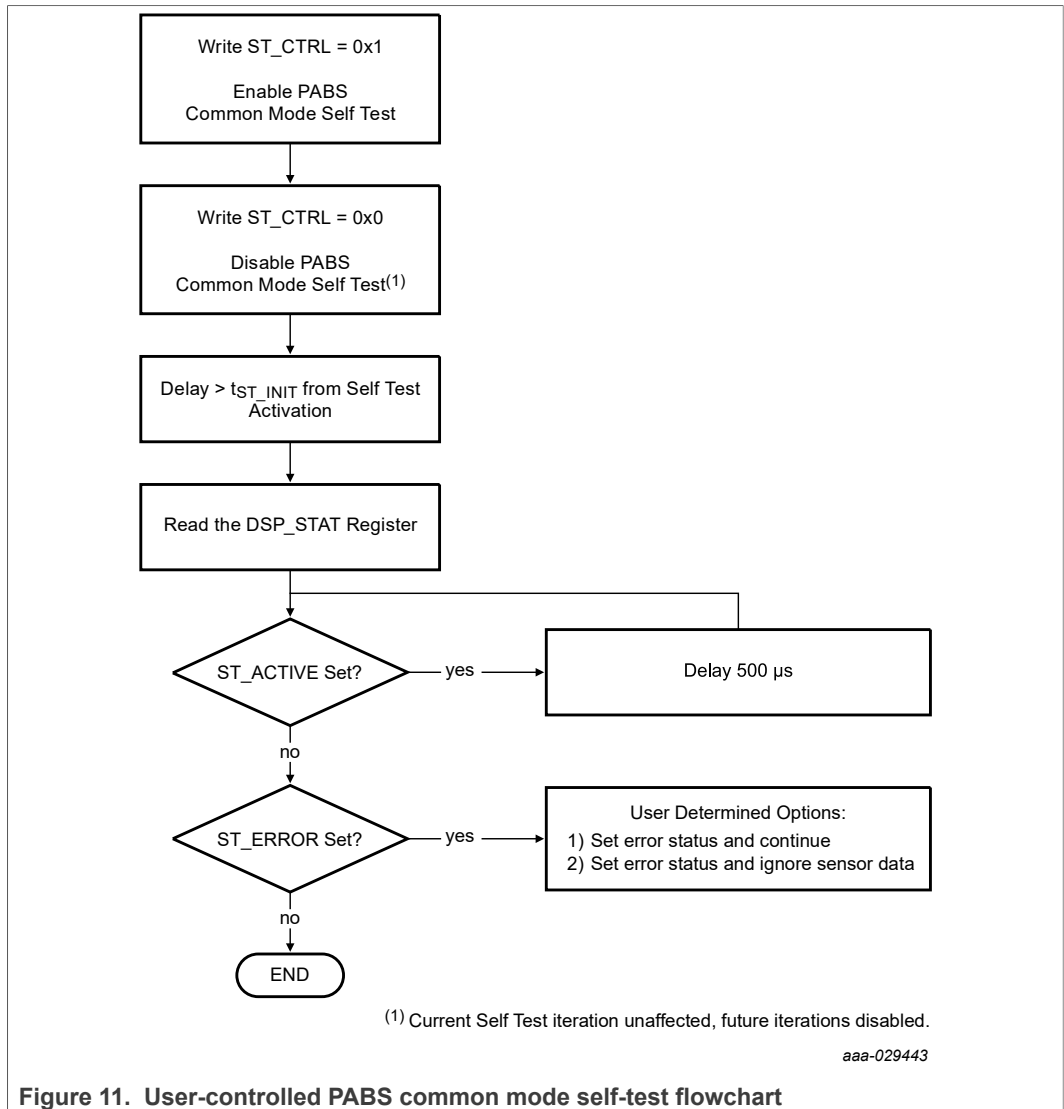 Write ST_CTRL = 0x1
Enable PABS
Common Mode Self Test
Write ST_CTRL = 0x0
Disable PABS
Common Mode Self Test(1)
Delay > tST_INIT from Self Test
Activation
Read the DSP_STAT Register
ST_ACTIVE Set?
yes
Delay 500 µs
no
ST_ERROR Set?
yes
User Determined Options:
1) Set error status and continue
2) Set error status and ignore sensor data
no
END
(1) Current Self Test iteration unaffected, future iterations disabled.
aaa-029443
Figure 11. User-controlled PABS common mode self-test flowchart